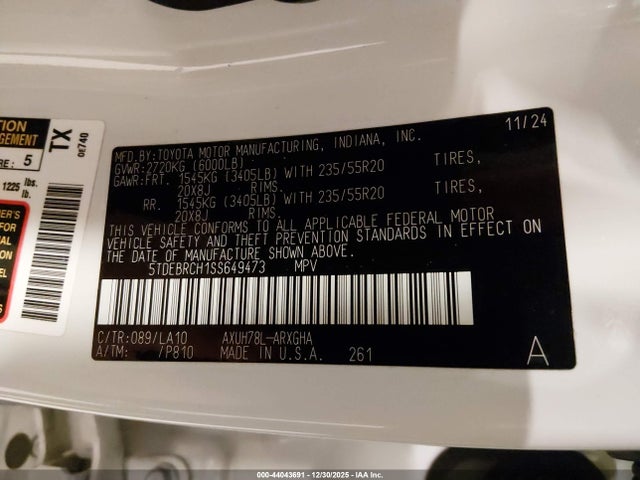 TION
GEMENT
TX
0E740
RE: 5
1225 lbs.
lb.
11/24
MFD. BY: TOYOTA MOTOR MANUFACTURING, INDIANA, INC.
GVWR: 2720KG (6000LB)
GAWR: FRT. 1545KG (3405LB) WITH 235/55R20 TIRES,
20X8J RIMS.
RR. 1545KG (3405LB) WITH 235/55R20 TIRES,
20X8J RIMS.
THIS VEHICLE CONFORMS TO ALL APPLICABLE FEDERAL MOTOR
VEHICLE SAFETY AND THEFT PREVENTION STANDARDS IN EFFECT ON
THE DATE OF MANUFACTURE SHOWN ABOVE.
5TDEBRCH1SS649473 MPV
C/TR:089/LA10 AXUH78L-ARXGHA
A/TM: /P810 MADE IN U.S.A. 261
A
000-44043691 - 12/30/2025 - IAA Inc.